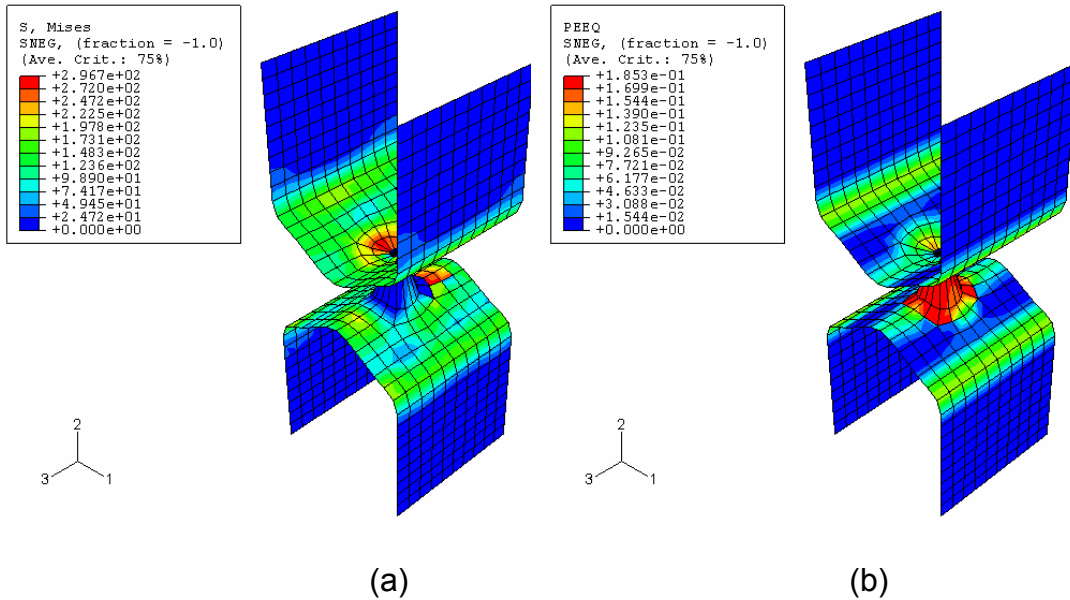 S, Mises
SNEG, (fraction = -1.0)
(Ave. Crit.: 75%)
+2.967e+02
+2.720e+02
+2.472e+02
+2.225e+02
+1.978e+02
+1.731e+02
+1.483e+02
+1.236e+02
+9.890e+01
+7.417e+01
+4.945e+01
+2.472e+01
+0.000e+00
2
3
1
(a)
PEEQ
SNEG, (fraction = -1.0)
(Ave. Crit.: 75%)
+1.853e-01
+1.699e-01
+1.544e-01
+1.390e-01
+1.235e-01
+1.081e-01
+9.265e-02
+7.721e-02
+6.177e-02
+4.633e-02
+3.088e-02
+1.544e-02
+0.000e+00
2
3
1
(b)